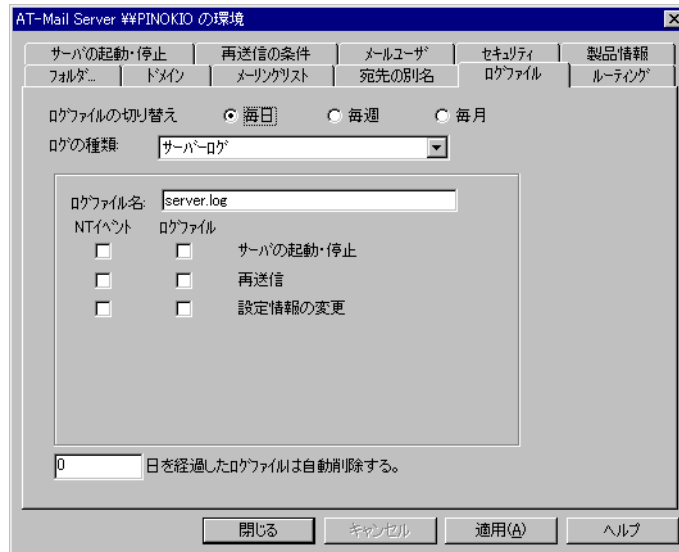 AT-Mail Server ¥¥PINOKIO の環境
サーバの起動・停止 再送信の条件 メールユーザ セキュリティ 製品情報
フォルダ... ドメイン メーリングリスト 宛先の別名 ログファイル ルーティング
ログファイルの切り替え 毎日 毎週 毎月
ログの種類: サーバーログ
ログファイル名: server.log
NTイベント ログファイル
サーバの起動・停止
再送信
設定情報の変更
0 日を経過したログファイルは自動削除する。
閉じる キャンセル 適用(A) ヘルプ